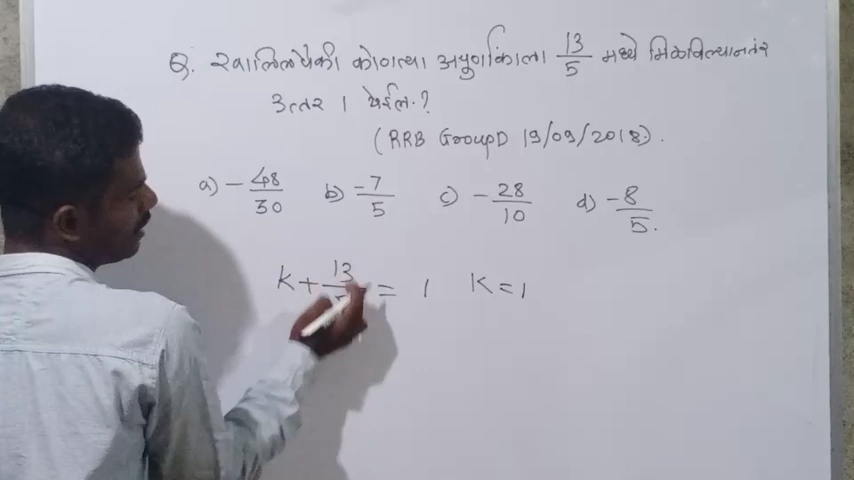 Q. खालिलपैकी कोणत्या अपुर्णांकाला 13/5 मध्ये मिळविल्यानंतर
उत्तर 1 येईल.?
(RRB GroupD 19/09/2018).
a) -48/30 b) -7/5 c) -28/10 d) -8/5.
K + 13/ = 1 K = 1